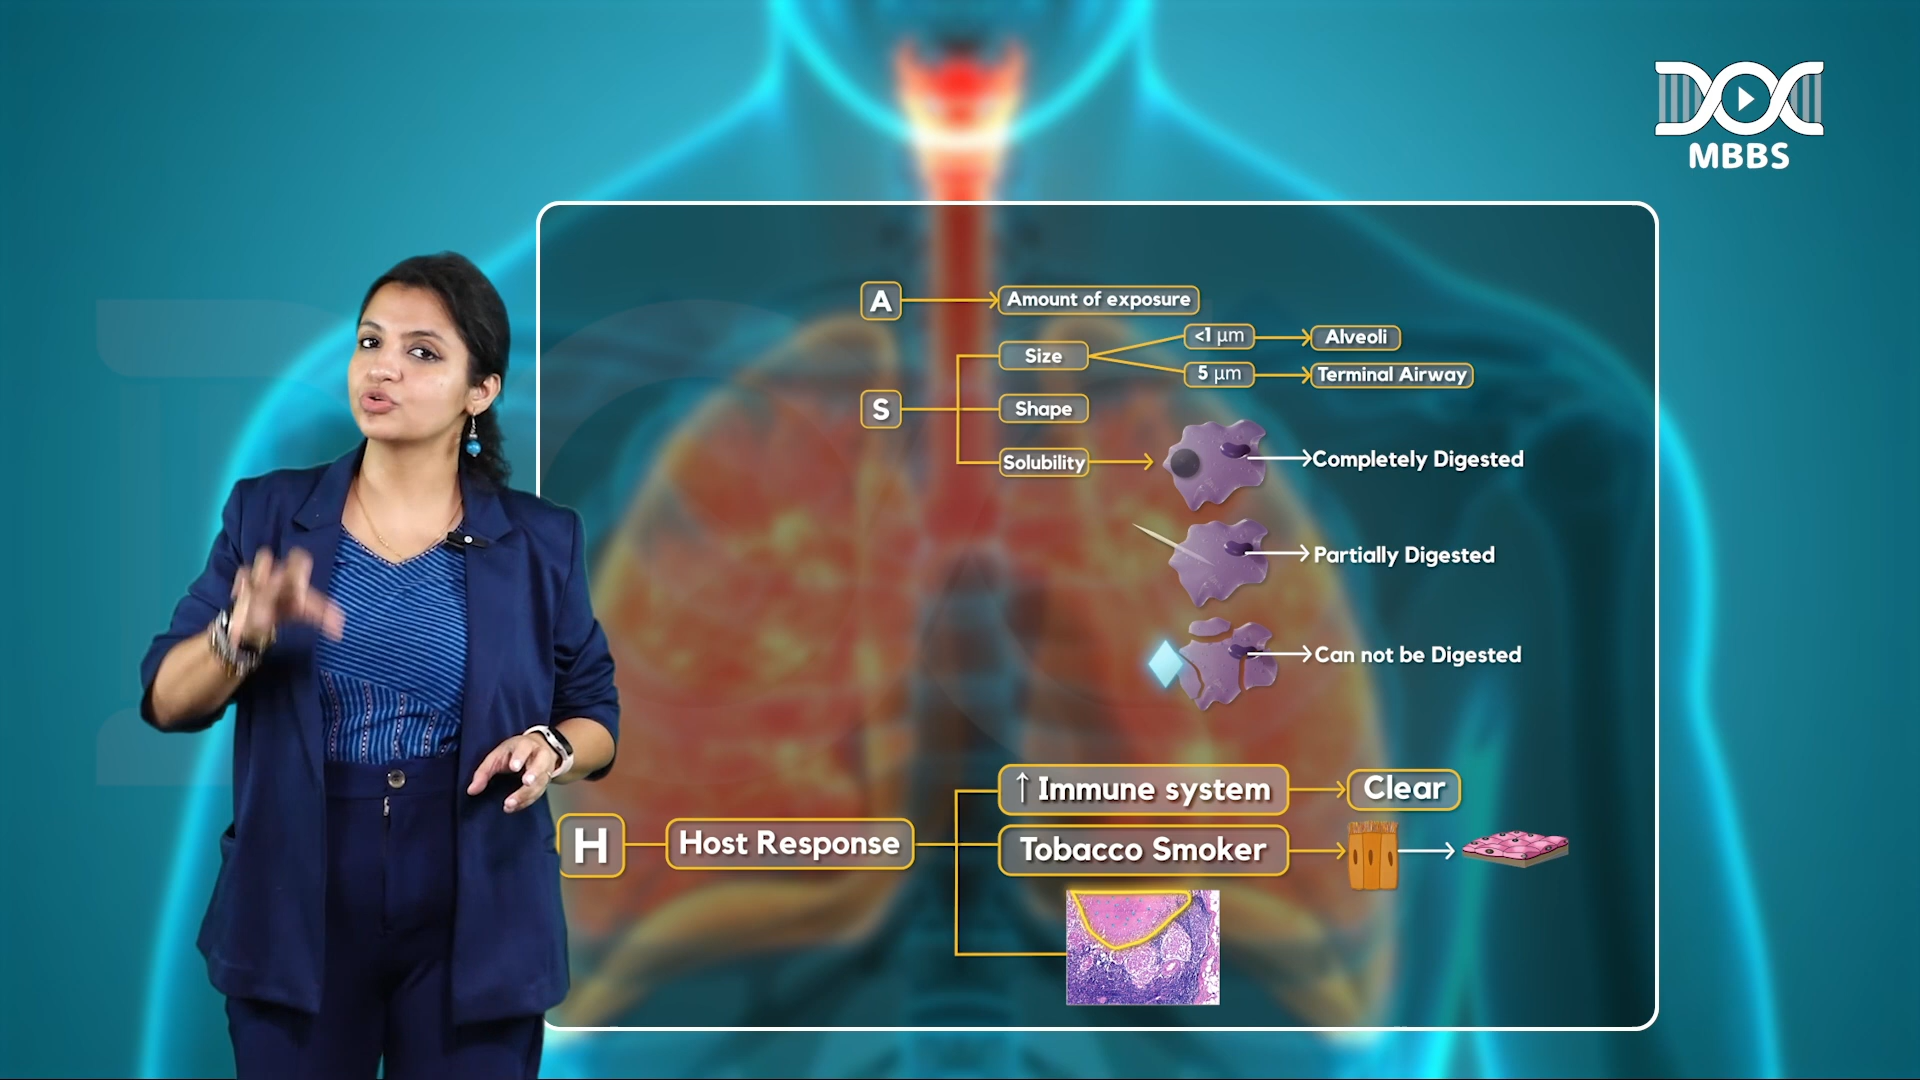 DOC
MBBS
A
Amount of exposure
<1 μm
Alveoli
Size
5 μm
Terminal Airway
S
Shape
Solubility
Completely Digested
Partially Digested
Can not be Digested
↑ Immune system
Clear
H
Host Response
Tobacco Smoker